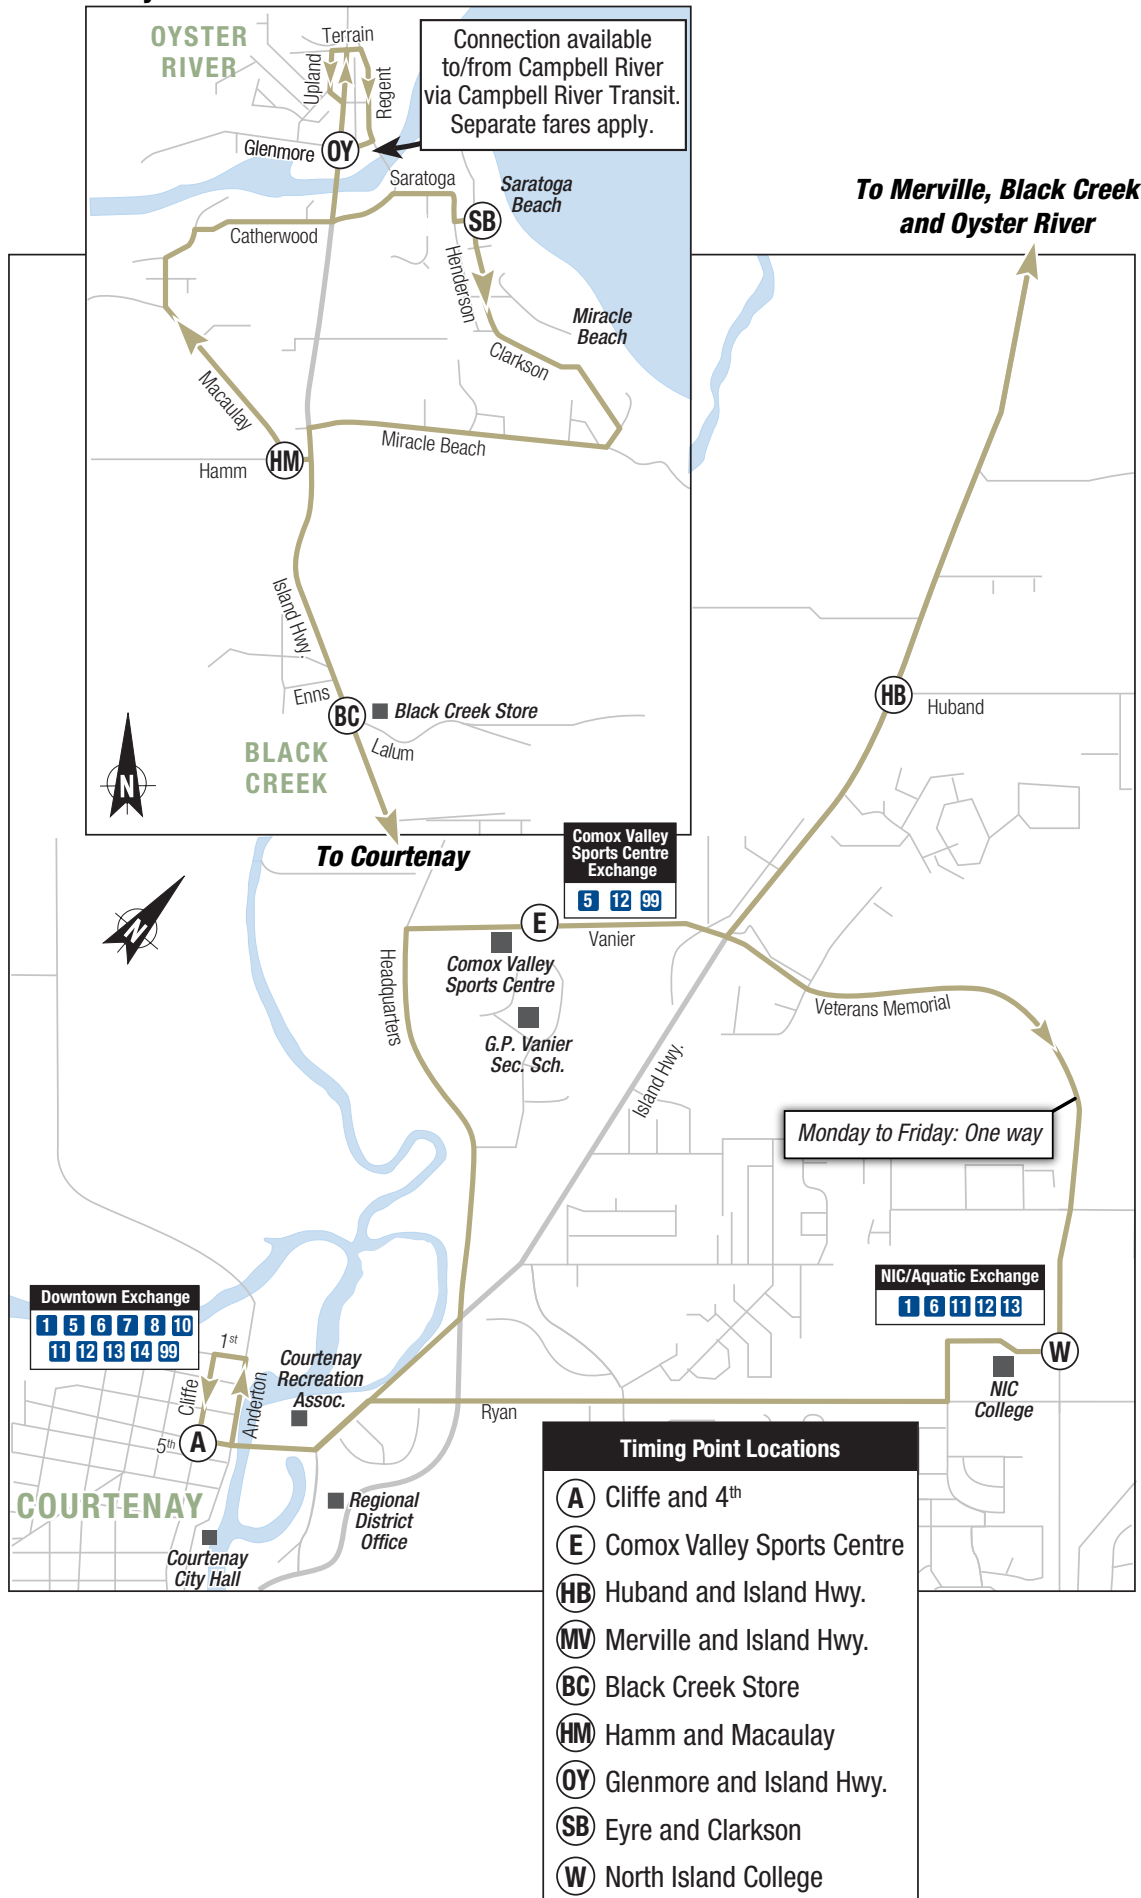 OYSTER
RIVER
Terrain
Upland
Regent
Connection available
to/from Campbell River
via Campbell River Transit.
Separate fares apply.
Glenmore
OY
Saratoga
Saratoga
Beach
SB
Catherwood
Henderson
Miracle
Beach
Clarkson
Macaulay
Miracle Beach
HM
Hamm
Island Hwy.
Enns
BC
Black Creek Store
Lalum
BLACK
CREEK
N
To Courtenay
To Merville, Black Creek
and Oyster River
HB
Huband
Comox Valley
Sports Centre
Exchange
5 12 99
N
E
Vanier
Comox Valley
Sports Centre
Headquarters
G.P. Vanier
Sec. Sch.
Veterans Memorial
Island Hwy.
Monday to Friday: One way
NIC/Aquatic Exchange
1 6 11 12 13
Downtown Exchange
1 5 6 7 8 10
11 12 13 14 99
1st
Cliffe
Anderton
Courtenay
Recreation
Assoc.
5th
A
W
NIC
College
Ryan
COURTENAY
Regional
District
Office
Courtenay
City Hall
Timing Point Locations
A Cliffe and 4th
E Comox Valley Sports Centre
HB Huband and Island Hwy.
MV Merville and Island Hwy.
BC Black Creek Store
HM Hamm and Macaulay
OY Glenmore and Island Hwy.
SB Eyre and Clarkson
W North Island College